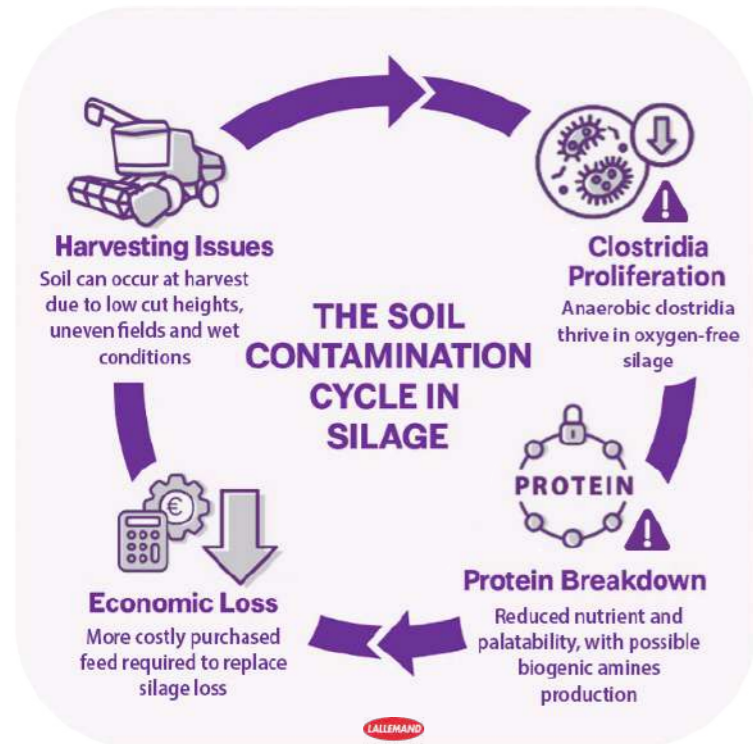 THE SOIL
CONTAMINATION
CYCLE IN
SILAGE
Harvesting Issues
Soil can occur at harvest
due to low cut heights,
uneven fields and wet
conditions
Clostridia
Proliferation
Anaerobic clostridia
thrive in oxygen-free
silage
PROTEIN
Protein Breakdown
Reduced nutrient and
palatability, with possible
biogenic amines
production
€
Economic Loss
More costly purchased
feed required to replace
silage loss
LALLEMAND